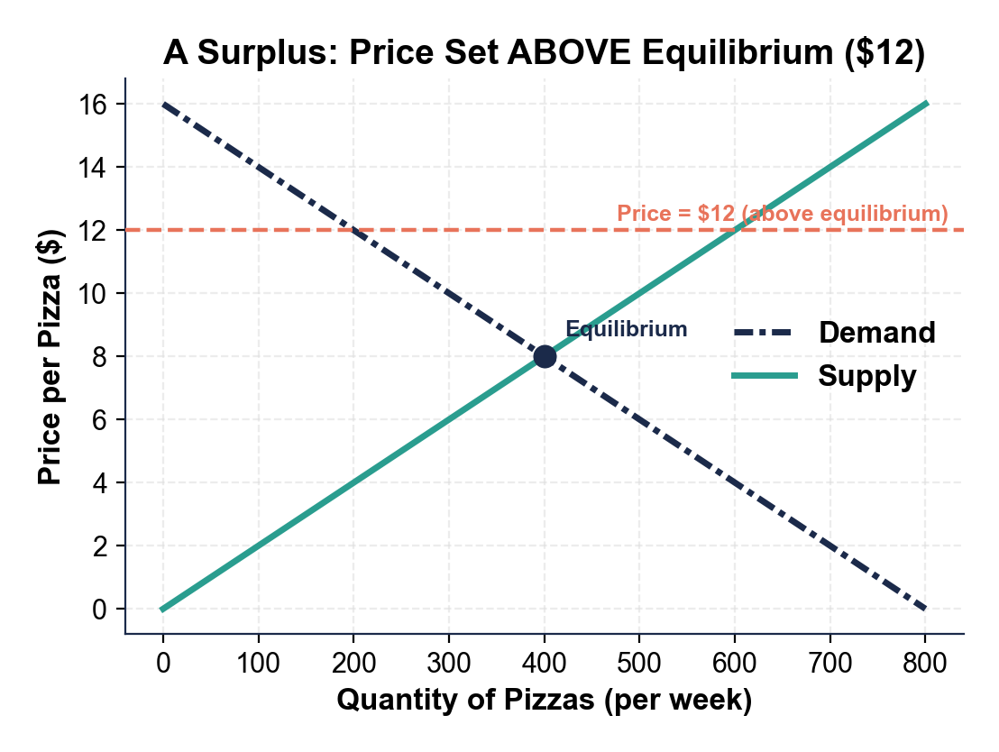 A Surplus: Price Set ABOVE Equilibrium ($12)
Price per Pizza ($)
16
14
12
10
8
6
4
2
0
Price = $12 (above equilibrium)
Equilibrium
Demand
Supply
0 100 200 300 400 500 600 700 800
Quantity of Pizzas (per week)